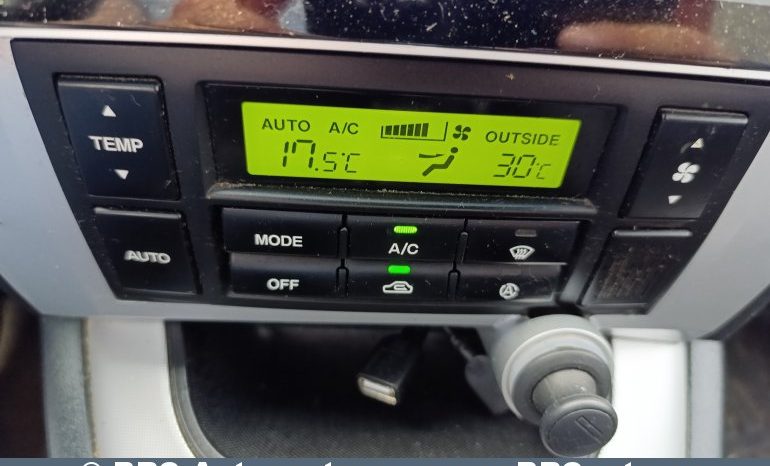 AUTO A/C OUTSIDE
17.5°C 30°C
TEMP
MODE A/C
AUTO
OFF